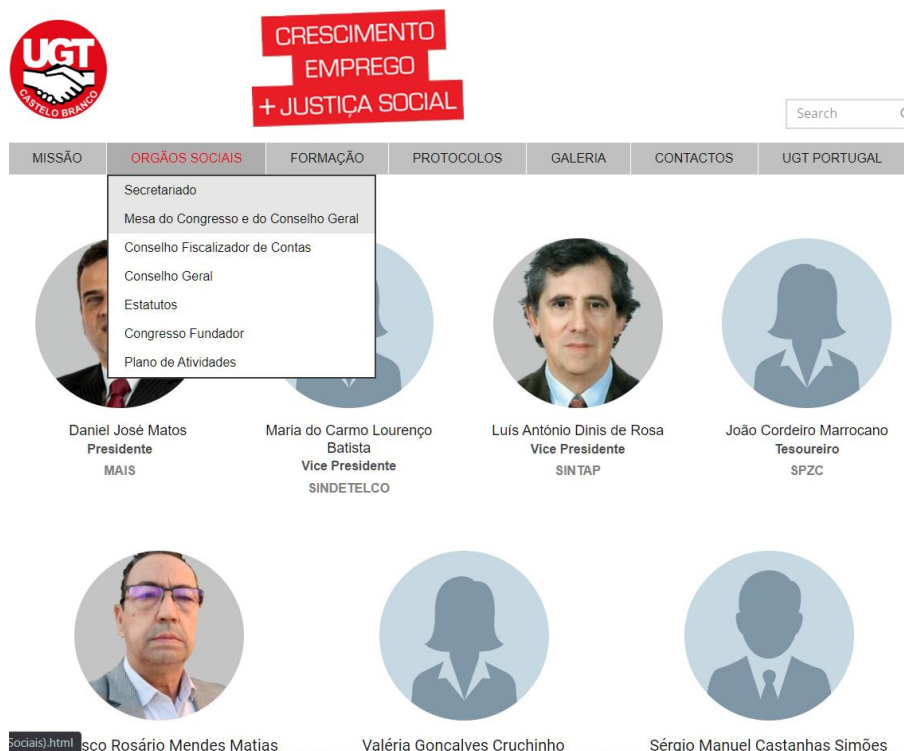 UGT
CASTELO BRANCO
CRESCIMENTO
EMPREGO
+ JUSTIÇA SOCIAL
Search
MISSÃO ORGÃOS SOCIAIS FORMAÇÃO PROTOCOLOS GALERIA CONTACTOS UGT PORTUGAL
Secretariado
Mesa do Congresso e do Conselho Geral
Conselho Fiscalizador de Contas
Conselho Geral
Estatutos
Congresso Fundador
Plano de Atividades
Daniel José Matos
Presidente
MAIS
Maria do Carmo Lourenço
Batista
Vice Presidente
SINDETELCO
Luís António Dinis de Rosa
Vice Presidente
SINTAP
João Cordeiro Marrocano
Tesoureiro
SPZC
Sociais).html
sco Rosário Mendes Matias
Valéria Gonçalves Cruchinho
Sérgio Manuel Castanhas Simões